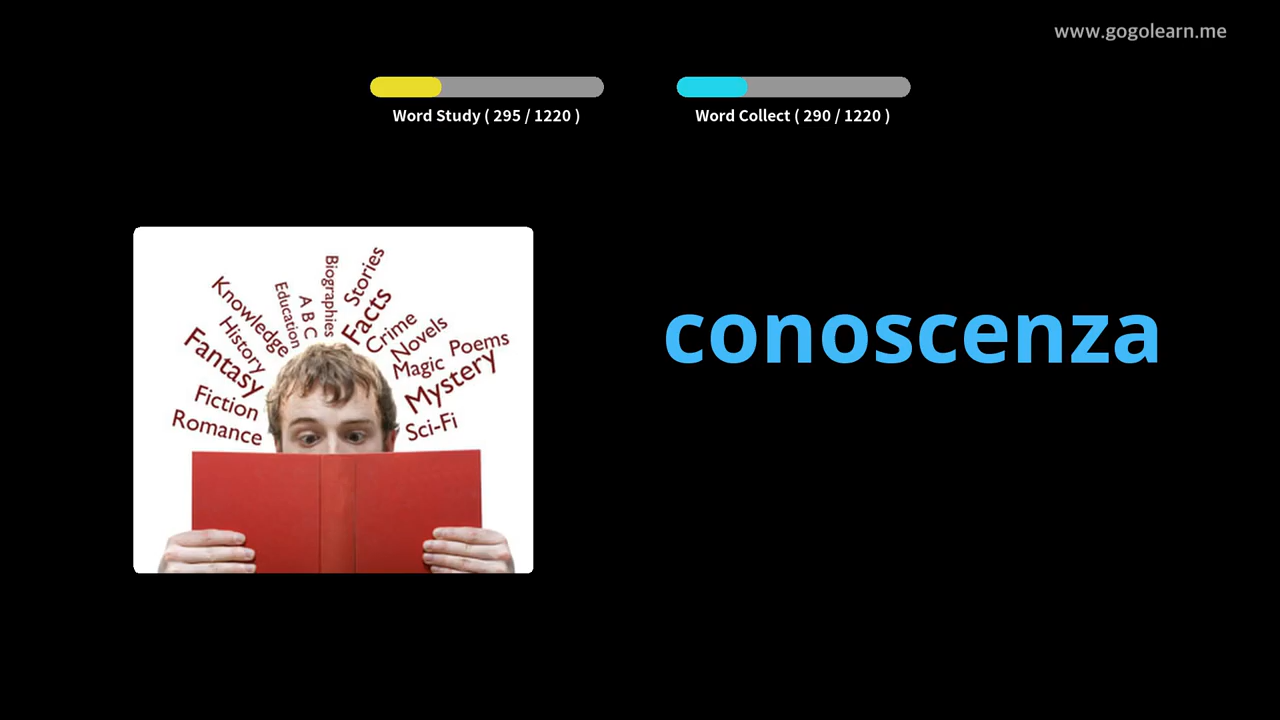 www.gogolearn.me
Word Study ( 295 / 1220 )
Word Collect ( 290 / 1220 )
conoscenza
Romance
Fiction
Fantasy
History
Knowledge
Education
A B C
Biographies
Stories
Facts
Crime
Novels
Magic
Poems
Mystery
Sci-Fi